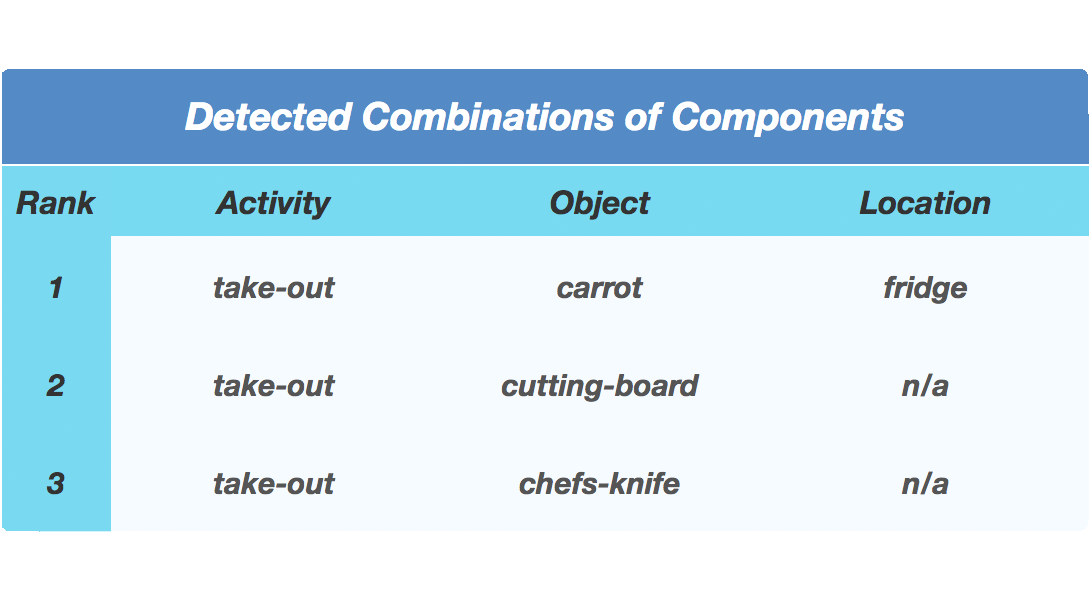 Detected Combinations of Components
Rank Activity Object Location
1 take-out carrot fridge
2 take-out cutting-board n/a
3 take-out chefs-knife n/a